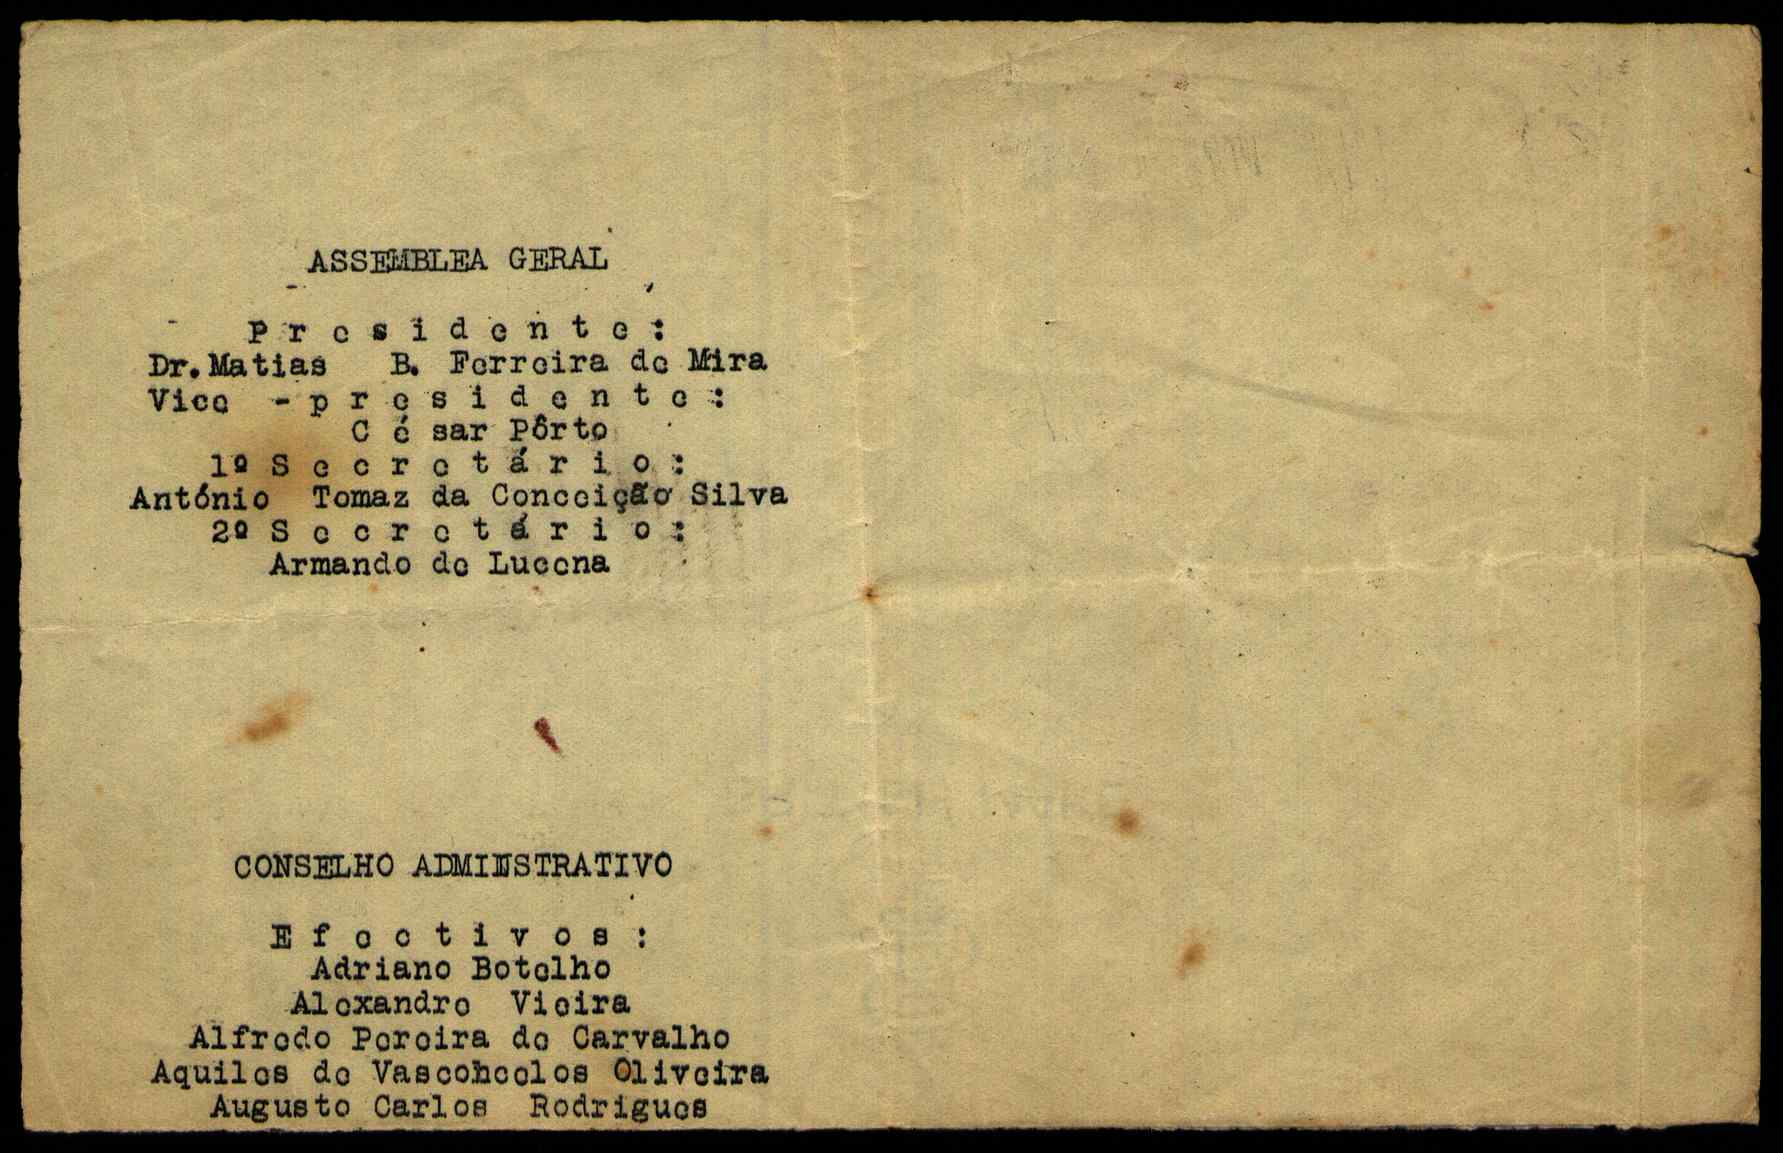 ASSEMBLEA GERAL
P r e s i d e n t e :
Dr. Matias B. Ferreira de Mira
Vice - p r e s i d e n t e :
C é sar Pôrto
1º S e c r e t á r i o :
António Tomaz da Conceição Silva
2º S e c r e t á r i o :
Armando de Lucena
CONSELHO ADMINSTRATIVO
E f e c t i v o s :
Adriano Botelho
Alexandre Vieira
Alfredo Pereira de Carvalho
Aquiles de Vasconcelos Oliveira
Augusto Carlos Rodrigues